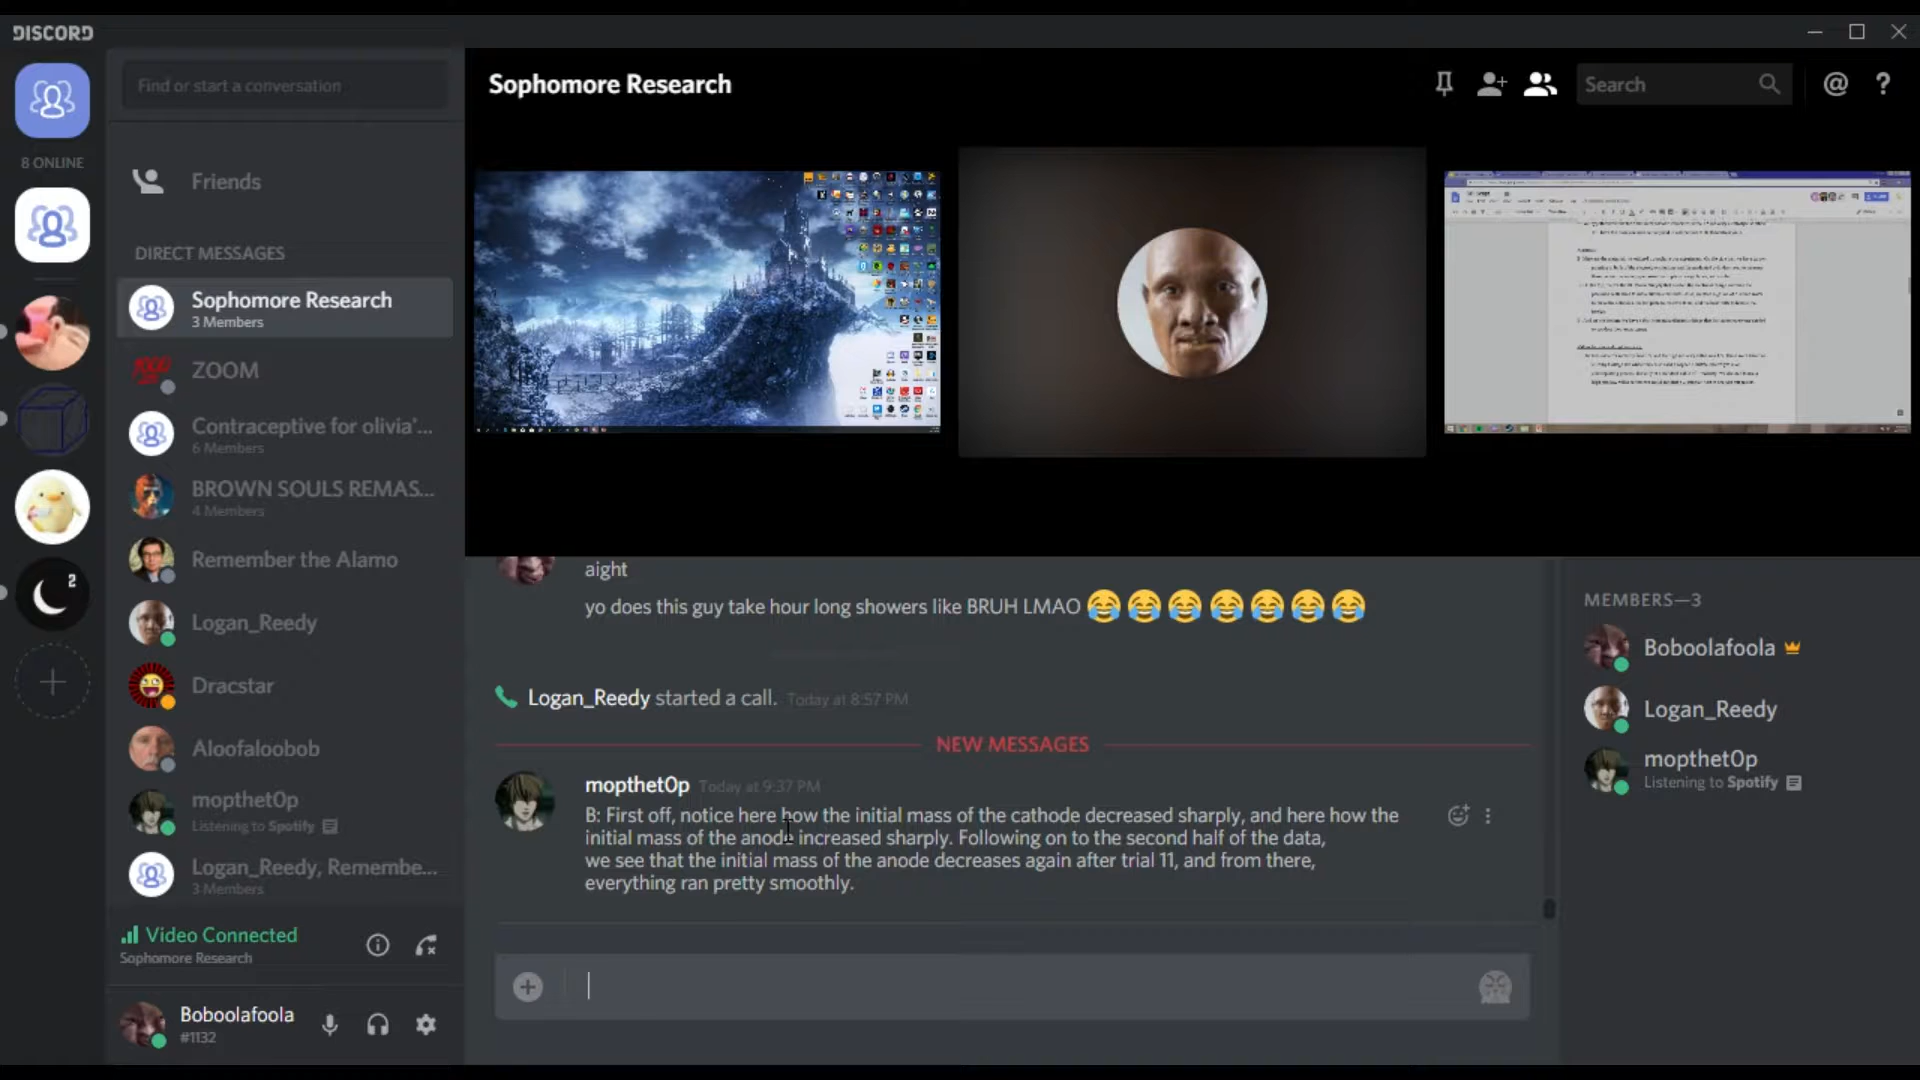 DISCORD
Find or start a conversation
Sophomore Research
Search
8 ONLINE
Friends
DIRECT MESSAGES
Sophomore Research
3 Members
ZOOM
Contraceptive for olivia'...
6 Members
BROWN SOULS REMAS...
4 Members
Remember the Alamo
Logan_Reedy
Dracstar
Aloofaloobob
mopthetOp
Listening to Spotify
Logan_Reedy, Remembe...
3 Members
Video Connected
Sophomore Research
Boboolafoola
#1132
2
aight
yo does this guy take hour long showers like BRUH LMAO 😂😂😂😂😂😂😂
Logan_Reedy started a call. Today at 8:57 PM
NEW MESSAGES
mopthetOp Today at 9:37 PM
B: First off, notice here how the initial mass of the cathode decreased sharply, and here how the
initial mass of the anode increased sharply. Following on to the second half of the data,
we see that the initial mass of the anode decreases again after trial 11, and from there,
everything ran pretty smoothly.
MEMBERS—3
Boboolafoola
Logan_Reedy
mopthetOp
Listening to Spotify